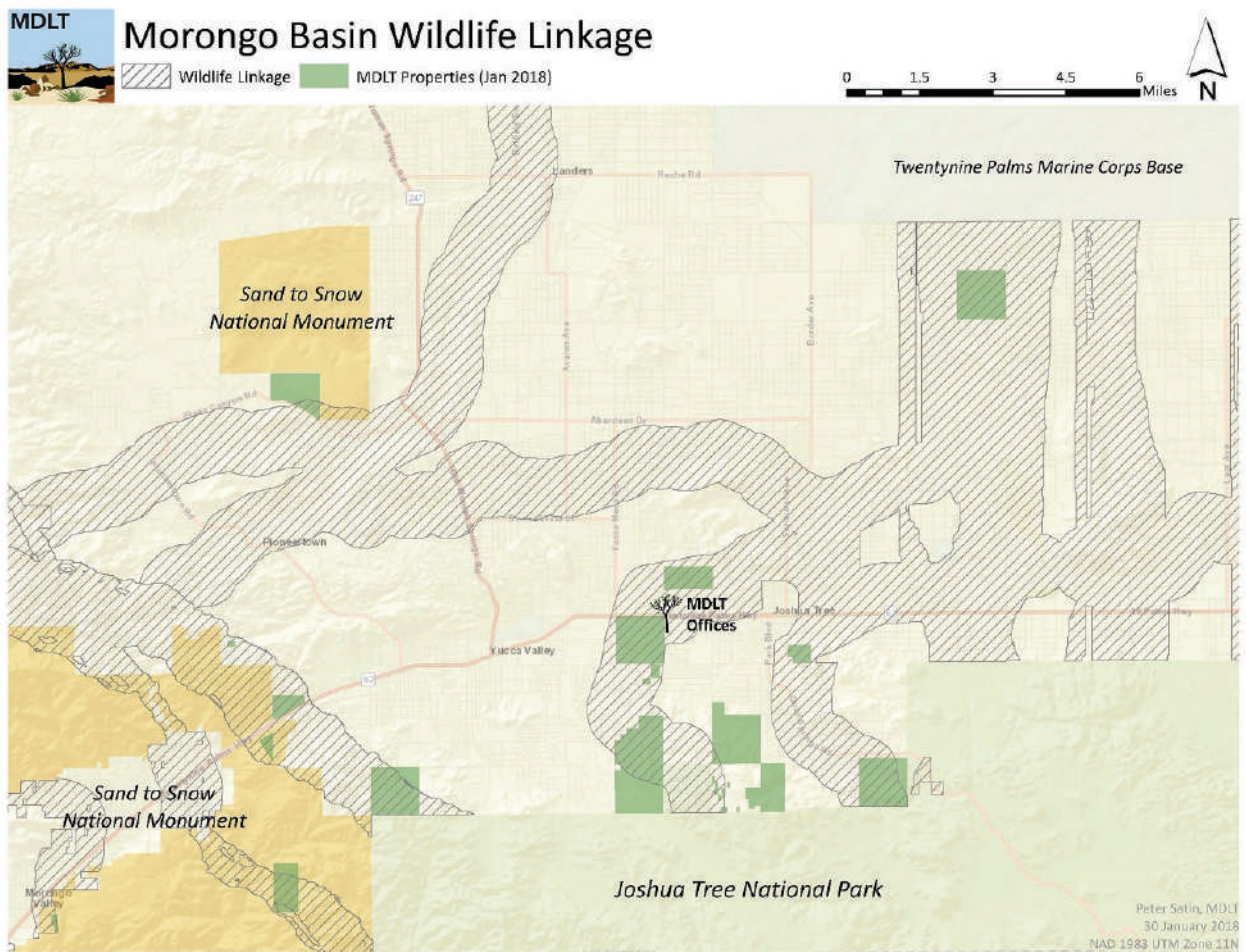 MDLT
Morongo Basin Wildlife Linkage
Wildlife Linkage
MDLT Properties (Jan 2018)
0 1.5 3 4.5 6
Miles
N
Twentynine Palms Marine Corps Base
Landers
Reche Rd
247
Sand to Snow
National Monument
Avalon Ave
Border Ave
Aberdeen Dr
Pioneertown
MDLT
Offices
Joshua Tree
Yucca Valley
62
Park Blvd
Sand to Snow
National Monument
Morongo
Valley
Joshua Tree National Park
Peter Satin, MDLT
30 January 2018
NAD 1983 UTM Zone 11N